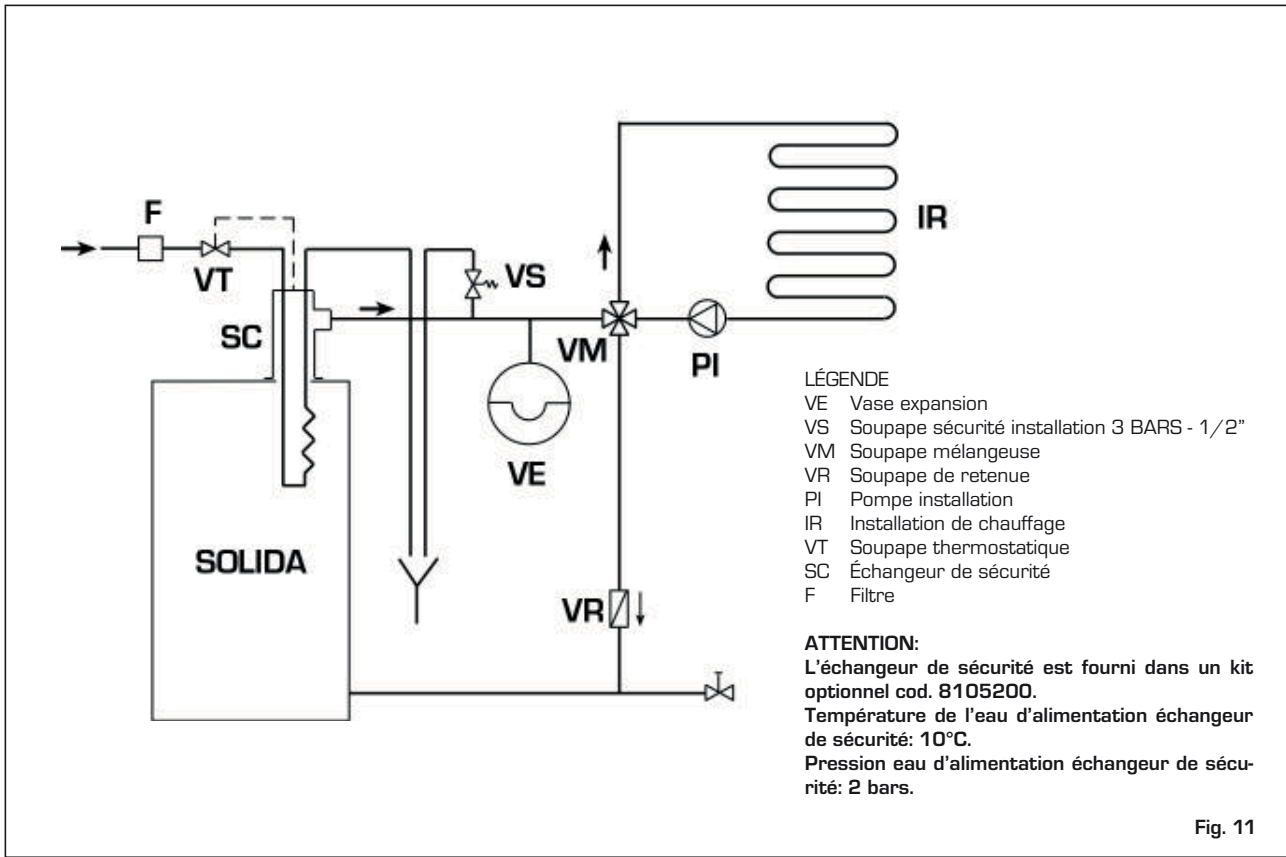 F
VT
SC
VS
VM
PI
IR
VE
SOLIDA
VR
LÉGENDE
VE Vase expansion
VS Soupape sécurité installation 3 BARS - 1/2”
VM Soupape mélangeuse
VR Soupape de retenue
PI Pompe installation
IR Installation de chauffage
VT Soupape thermostatique
SC Échangeur de sécurité
F Filtre
ATTENTION:
L’échangeur de sécurité est fourni dans un kit
optionnel cod. 8105200.
Température de l’eau d’alimentation échangeur
de sécurité: 10°C.
Pression eau d’alimentation échangeur de sécu-
rité: 2 bars.
Fig. 11